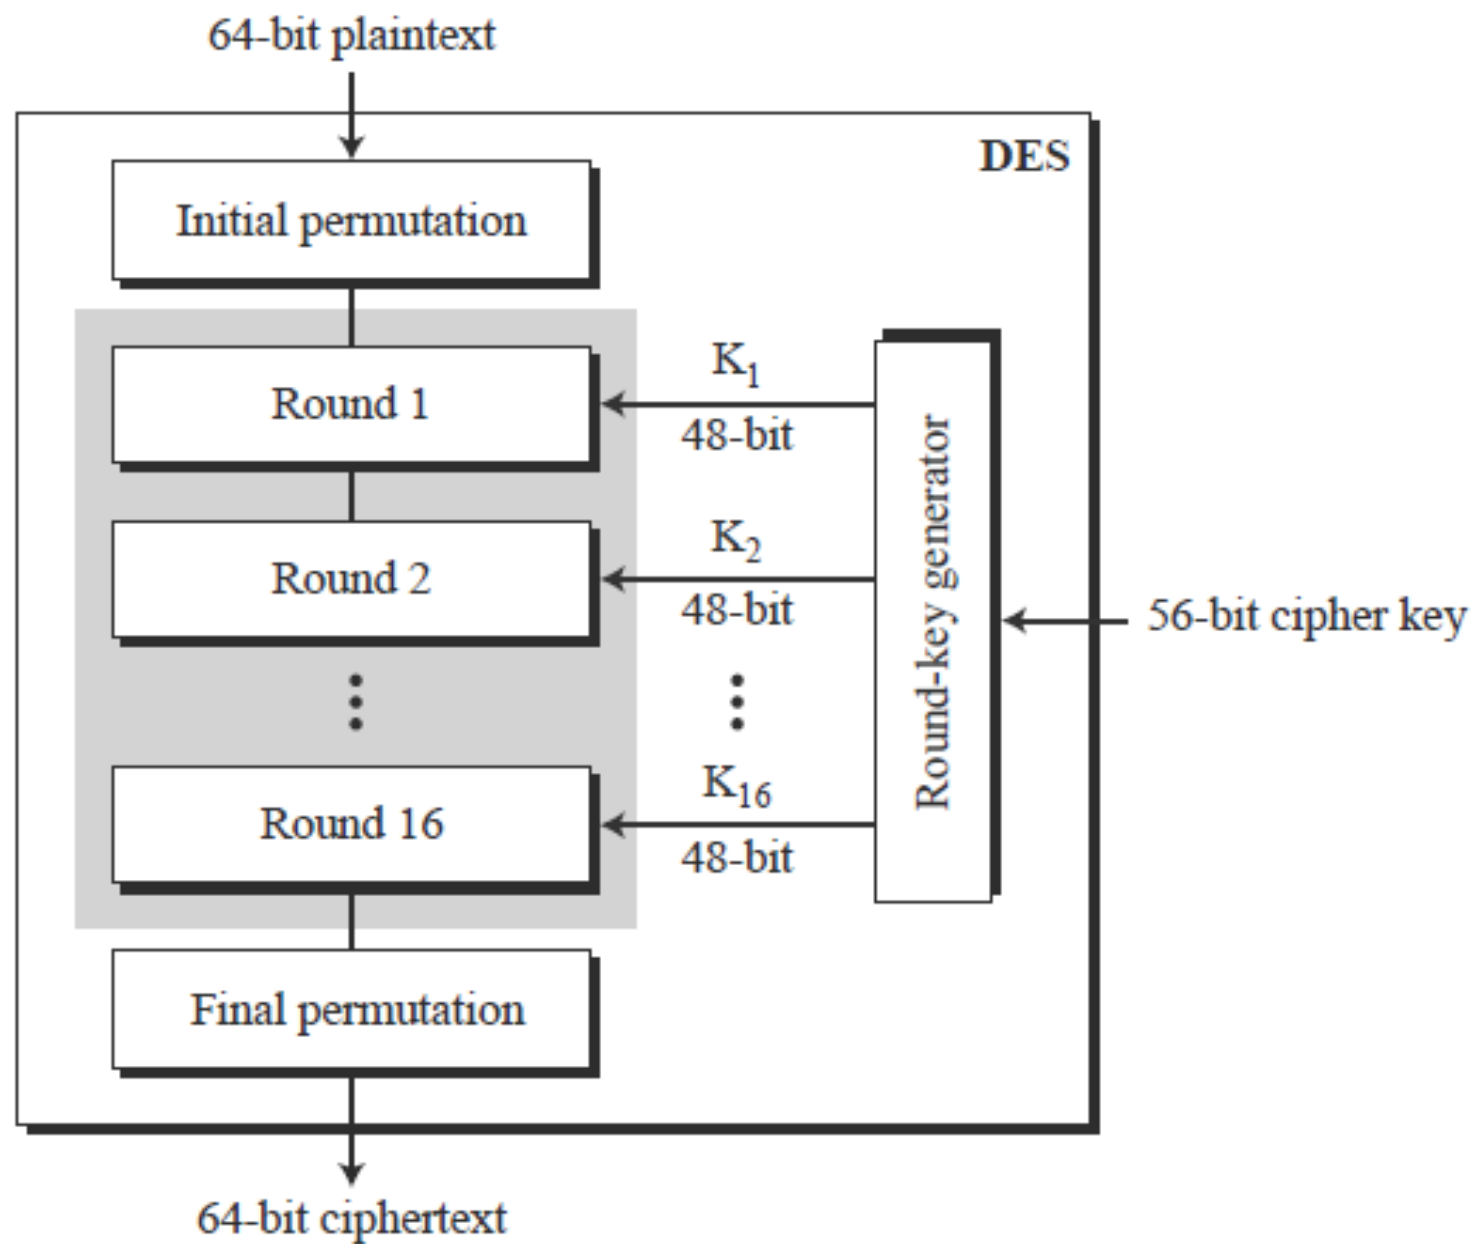 64-bit plaintext
DES
Initial permutation
Round 1
K1
48-bit
Round 2
K2
48-bit
Round 16
K16
48-bit
Round-key generator
56-bit cipher key
Final permutation
64-bit ciphertext